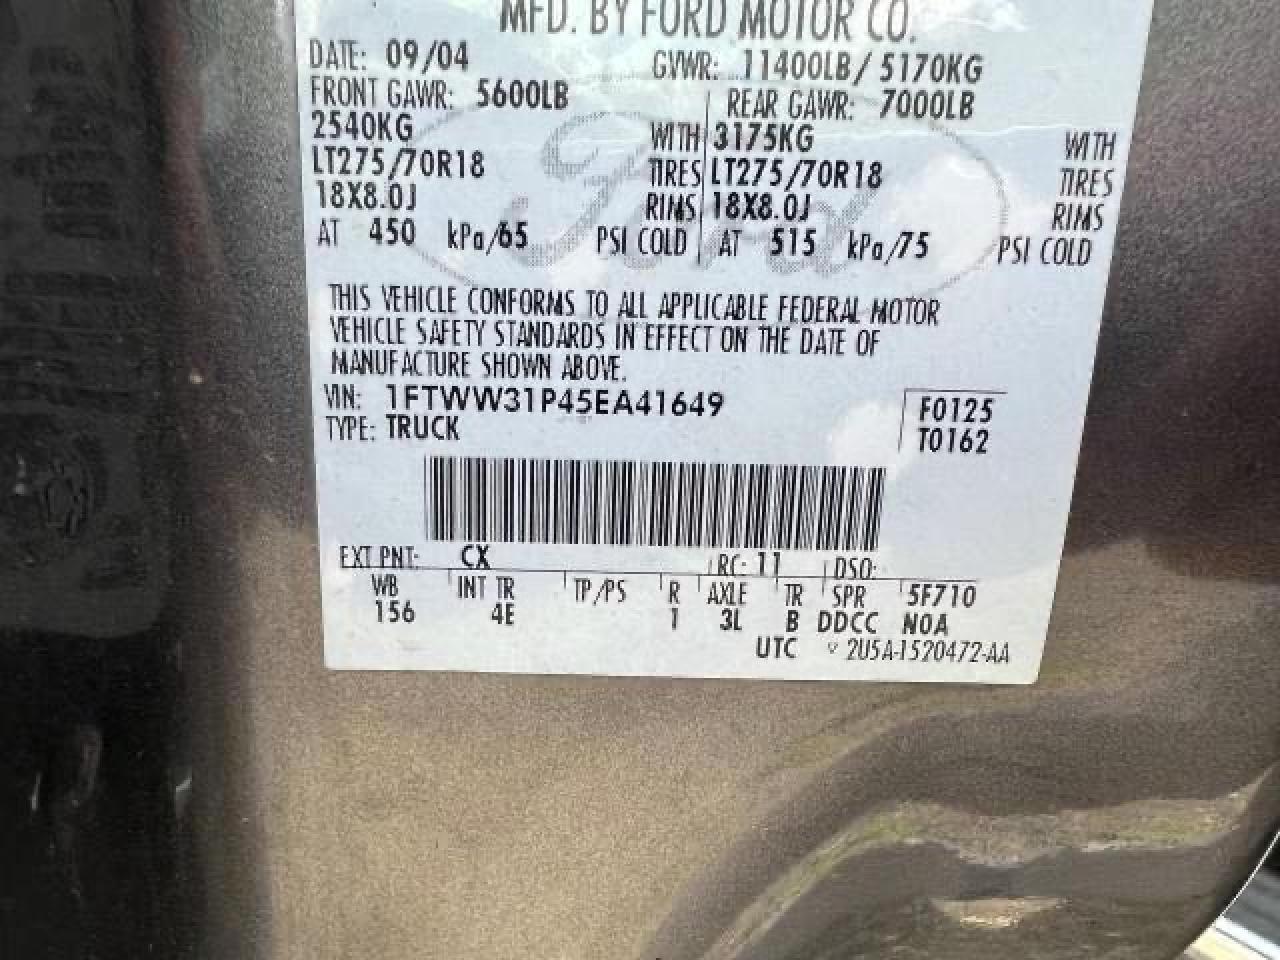 MFD. BY FORD MOTOR CO.
DATE: 09/04 GVWR: 11400LB/ 5170KG
FRONT GAWR: 5600LB REAR GAWR: 7000LB
2540KG WITH 3175KG WITH
LT275/70R18 TIRES LT275/70R18 TIRES
18X8.0J RIMS 18X8.0J RIMS
AT 450 kPa/65 PSI COLD AT 515 kPa/75 PSI COLD
THIS VEHICLE CONFORMS TO ALL APPLICABLE FEDERAL MOTOR
VEHICLE SAFETY STANDARDS IN EFFECT ON THE DATE OF
MANUFACTURE SHOWN ABOVE.
VIN: 1FTWW31P45EA41649 F0125
TYPE: TRUCK T0162
EXT PNT: CX RC: 11 DSO:
WB INT TR TP/PS R AXLE TR SPR 5F710
156 4E 1 3L B DDCC NOA
UTC 2U5A-1520472-AA
Ford